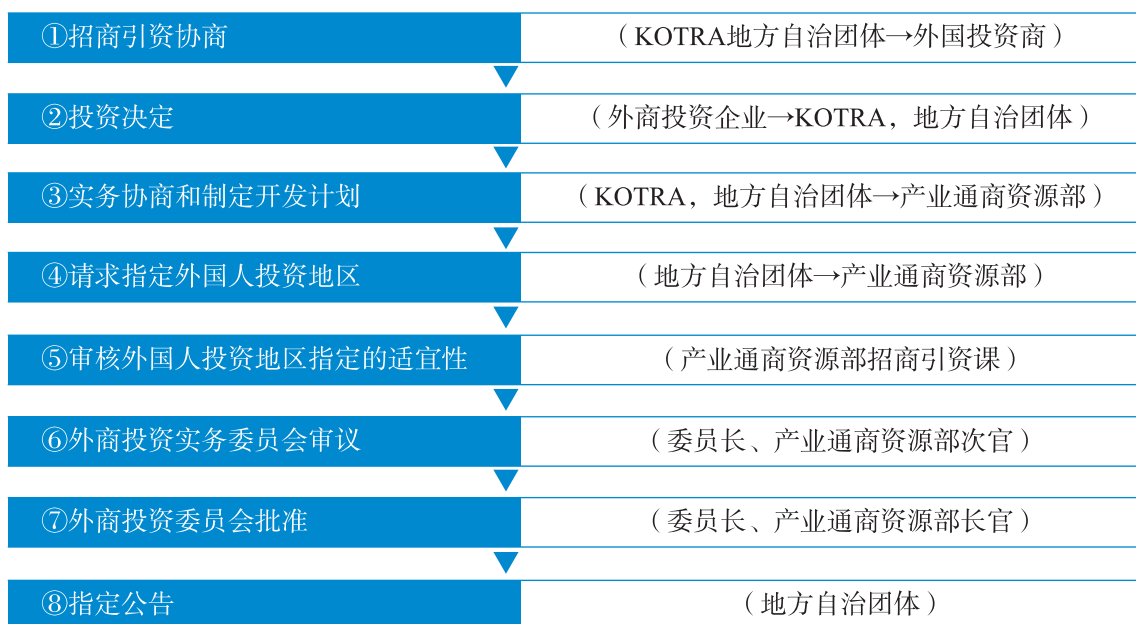 ①招商引资协商 （KOTRA地方自治团体→外国投资商）
②投资决定 （外商投资企业→KOTRA，地方自治团体）
③实务协商和制定开发计划 （KOTRA，地方自治团体→产业通商资源部）
④请求指定外国人投资地区 （地方自治团体→产业通商资源部）
⑤审核外国人投资地区指定的适宜性 （产业通商资源部招商引资课）
⑥外商投资实务委员会审议 （委员长、产业通商资源部次官）
⑦外商投资委员会批准 （委员长、产业通商资源部长官）
⑧指定公告 （地方自治团体）